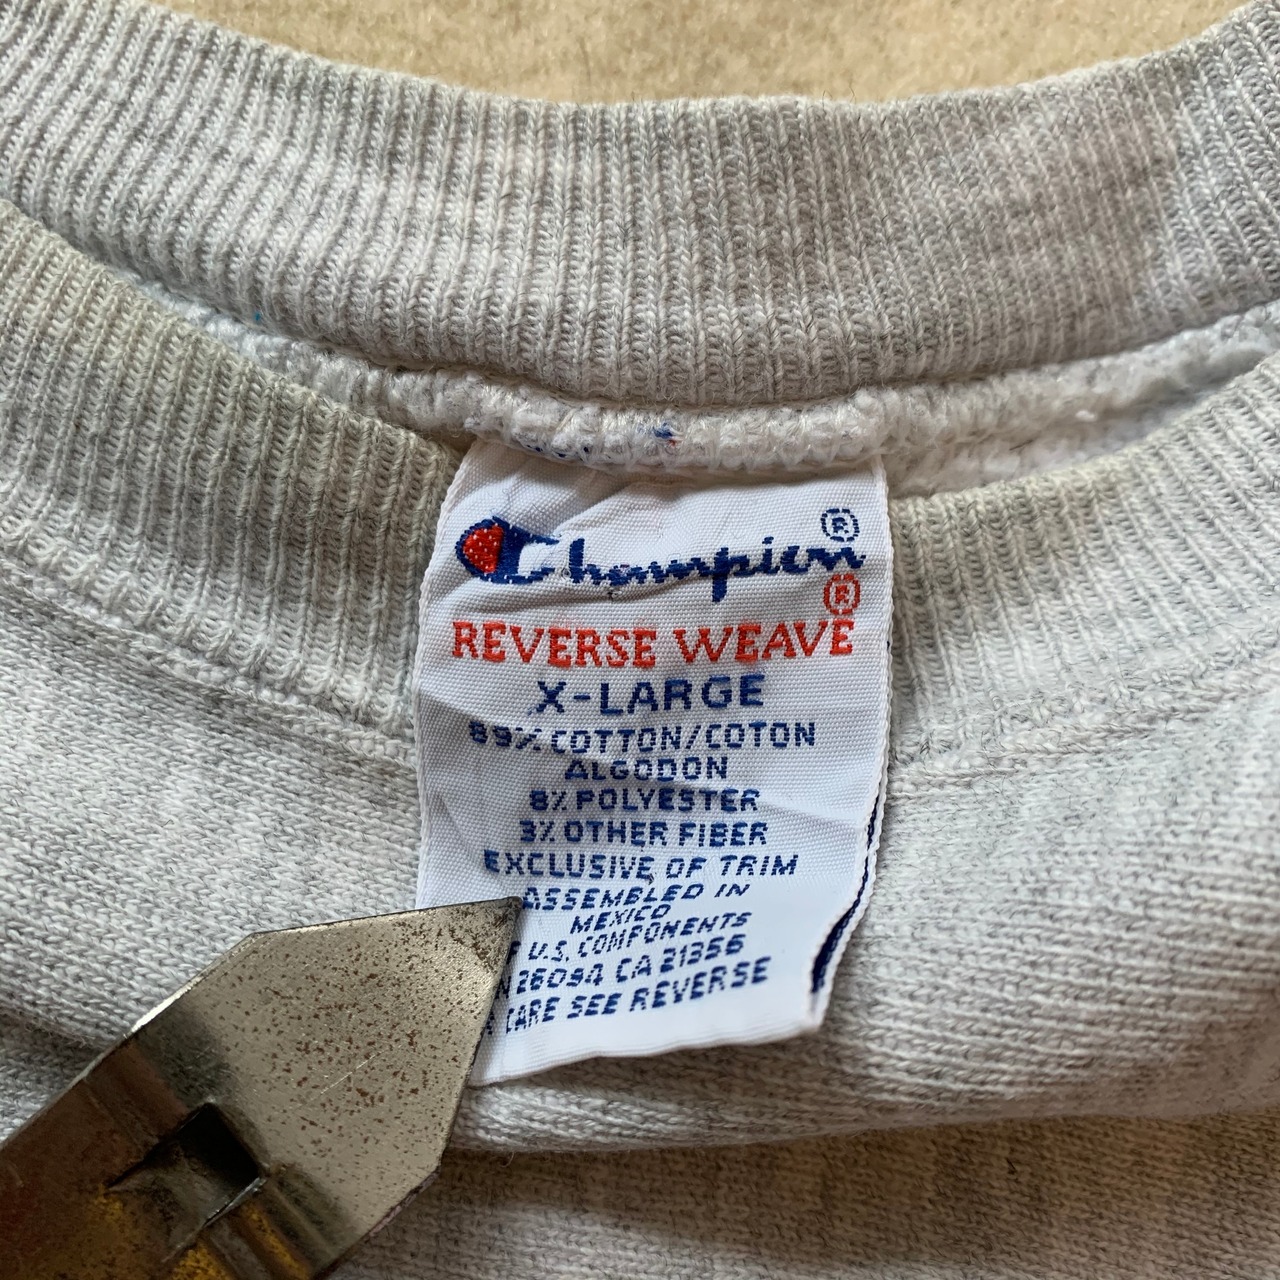 Champion®
®
REVERSE WEAVE
X-LARGE
89% COTTON/COTON
ALGODON
8% POLYESTER
3% OTHER FIBER
EXCLUSIVE OF TRIM
ASSEMBLED IN
MEXICO
U.S. COMPONENTS
26094 CA 21356
CARE SEE REVERSE